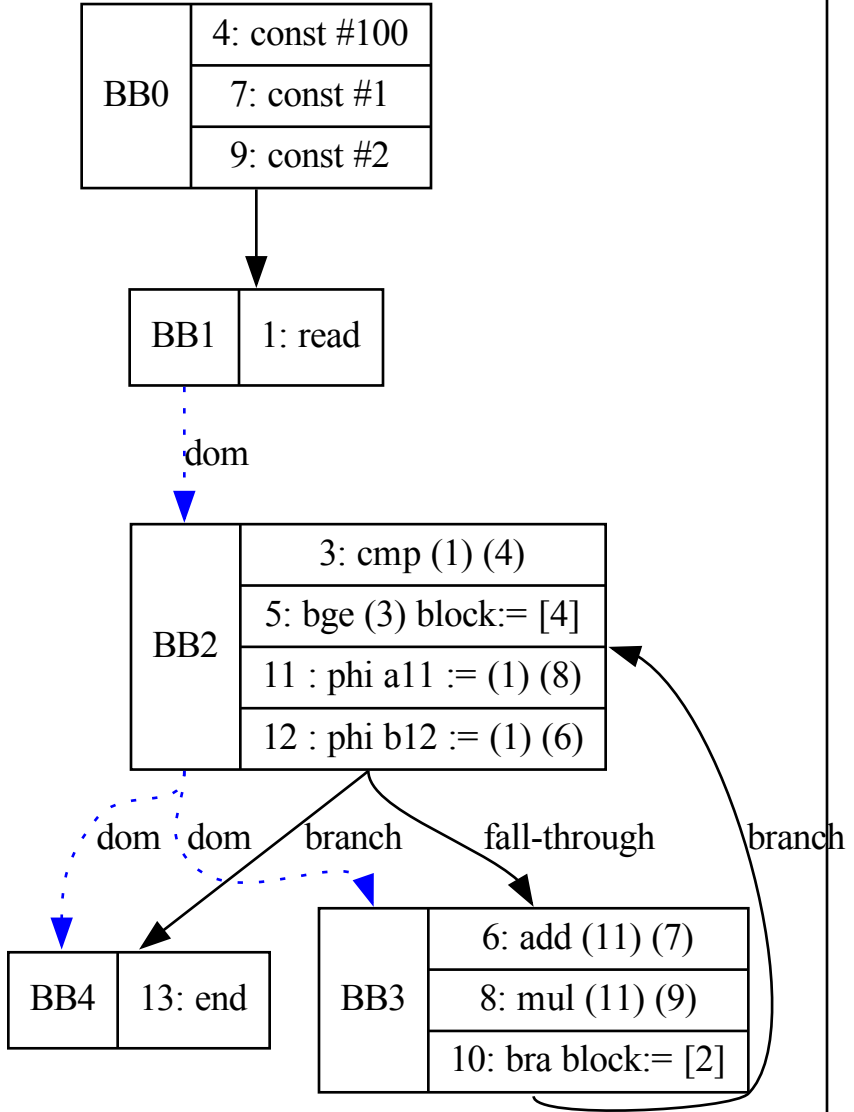 BB0
4: const #100
7: const #1
9: const #2
BB1
1: read
dom
BB2
3: cmp (1) (4)
5: bge (3) block:= [4]
11 : phi a11 := (1) (8)
12 : phi b12 := (1) (6)
dom
dom
branch
fall-through
branch
BB4
13: end
BB3
6: add (11) (7)
8: mul (11) (9)
10: bra block:= [2]